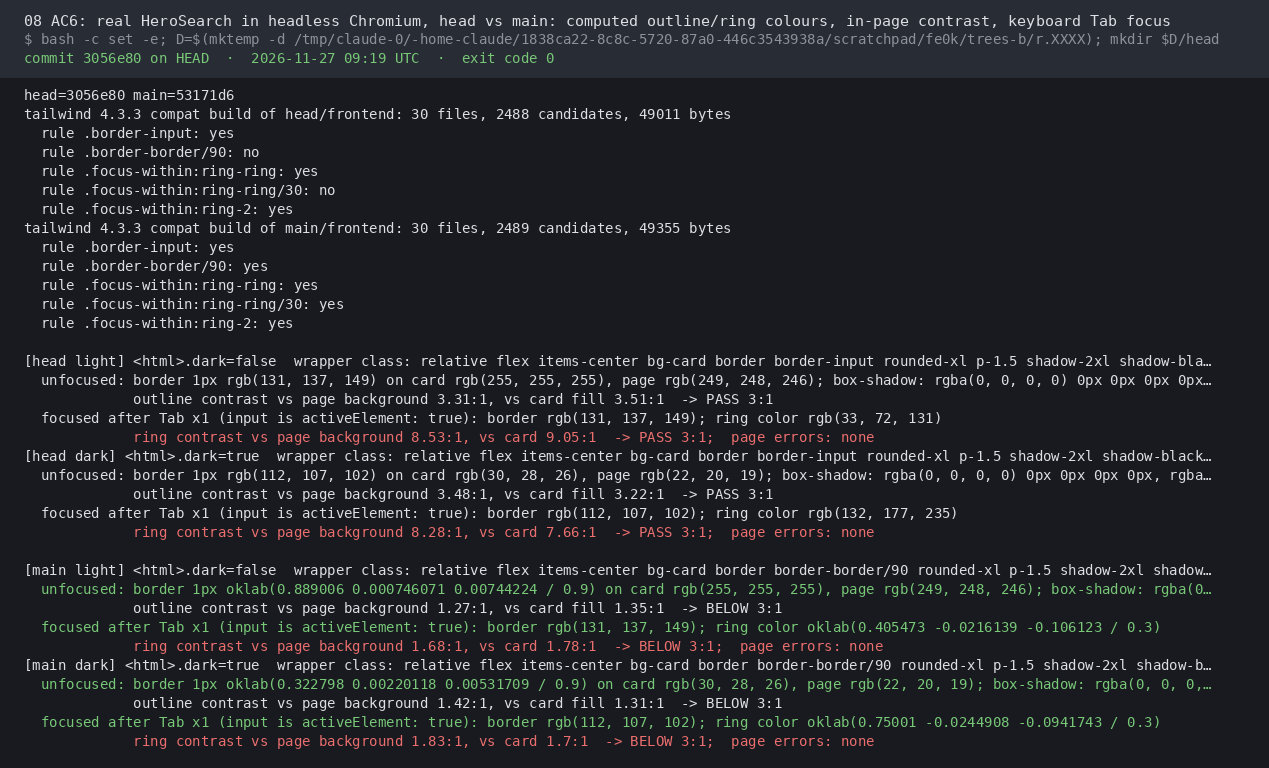 08 AC6: real HeroSearch in headless Chromium, head vs main: computed outline/ring colours, in-page contrast, keyboard Tab focus
$ bash -c set -e; D=$(mktemp -d /tmp/claude-0/-home-claude/1838ca22-8c8c-5720-87a0-446c3543938a/scratchpad/fe0k/trees-b/r.XXXX); mkdir $D/head
commit 3056e80 on HEAD · 2026-11-27 09:19 UTC · exit code 0
head=3056e80 main=53171d6
tailwind 4.3.3 compat build of head/frontend: 30 files, 2488 candidates, 49011 bytes
rule .border-input: yes
rule .border-border/90: no
rule .focus-within:ring-ring: yes
rule .focus-within:ring-ring/30: no
rule .focus-within:ring-2: yes
tailwind 4.3.3 compat build of main/frontend: 30 files, 2489 candidates, 49355 bytes
rule .border-input: yes
rule .border-border/90: yes
rule .focus-within:ring-ring: yes
rule .focus-within:ring-ring/30: yes
rule .focus-within:ring-2: yes
[head light] <html>.dark=false  wrapper class: relative flex items-center bg-card border border-input rounded-xl p-1.5 shadow-2xl shadow-bla…
unfocused: border 1px rgb(131, 137, 149) on card rgb(255, 255, 255), page rgb(249, 248, 246); box-shadow: rgba(0, 0, 0, 0) 0px 0px 0px 0px…
outline contrast vs page background 3.31:1, vs card fill 3.51:1  -> PASS 3:1
focused after Tab x1 (input is activeElement: true): border rgb(131, 137, 149); ring color rgb(33, 72, 131)
ring contrast vs page background 8.53:1, vs card 9.05:1  -> PASS 3:1;  page errors: none
[head dark] <html>.dark=true  wrapper class: relative flex items-center bg-card border border-input rounded-xl p-1.5 shadow-2xl shadow-black…
unfocused: border 1px rgb(112, 107, 102) on card rgb(30, 28, 26), page rgb(22, 20, 19); box-shadow: rgba(0, 0, 0, 0) 0px 0px 0px 0px, rgba…
outline contrast vs page background 3.48:1, vs card fill 3.22:1  -> PASS 3:1
focused after Tab x1 (input is activeElement: true): border rgb(112, 107, 102); ring color rgb(132, 177, 235)
ring contrast vs page background 8.28:1, vs card 7.66:1  -> PASS 3:1;  page errors: none
[main light] <html>.dark=false  wrapper class: relative flex items-center bg-card border border-border/90 rounded-xl p-1.5 shadow-2xl shadow…
unfocused: border 1px oklab(0.889006 0.000746071 0.00744224 / 0.9) on card rgb(255, 255, 255), page rgb(249, 248, 246); box-shadow: rgba(0…
outline contrast vs page background 1.27:1, vs card fill 1.35:1  -> BELOW 3:1
focused after Tab x1 (input is activeElement: true): border rgb(131, 137, 149); ring color oklab(0.405473 -0.0216139 -0.106123 / 0.3)
ring contrast vs page background 1.68:1, vs card 1.78:1  -> BELOW 3:1;  page errors: none
[main dark] <html>.dark=true  wrapper class: relative flex items-center bg-card border border-border/90 rounded-xl p-1.5 shadow-2xl shadow-b…
unfocused: border 1px oklab(0.322798 0.00220118 0.00531709 / 0.9) on card rgb(30, 28, 26), page rgb(22, 20, 19); box-shadow: rgba(0, 0, 0,…
outline contrast vs page background 1.42:1, vs card fill 1.31:1  -> BELOW 3:1
focused after Tab x1 (input is activeElement: true): border rgb(112, 107, 102); ring color oklab(0.75001 -0.0244908 -0.0941743 / 0.3)
ring contrast vs page background 1.83:1, vs card 1.7:1  -> BELOW 3:1;  page errors: none